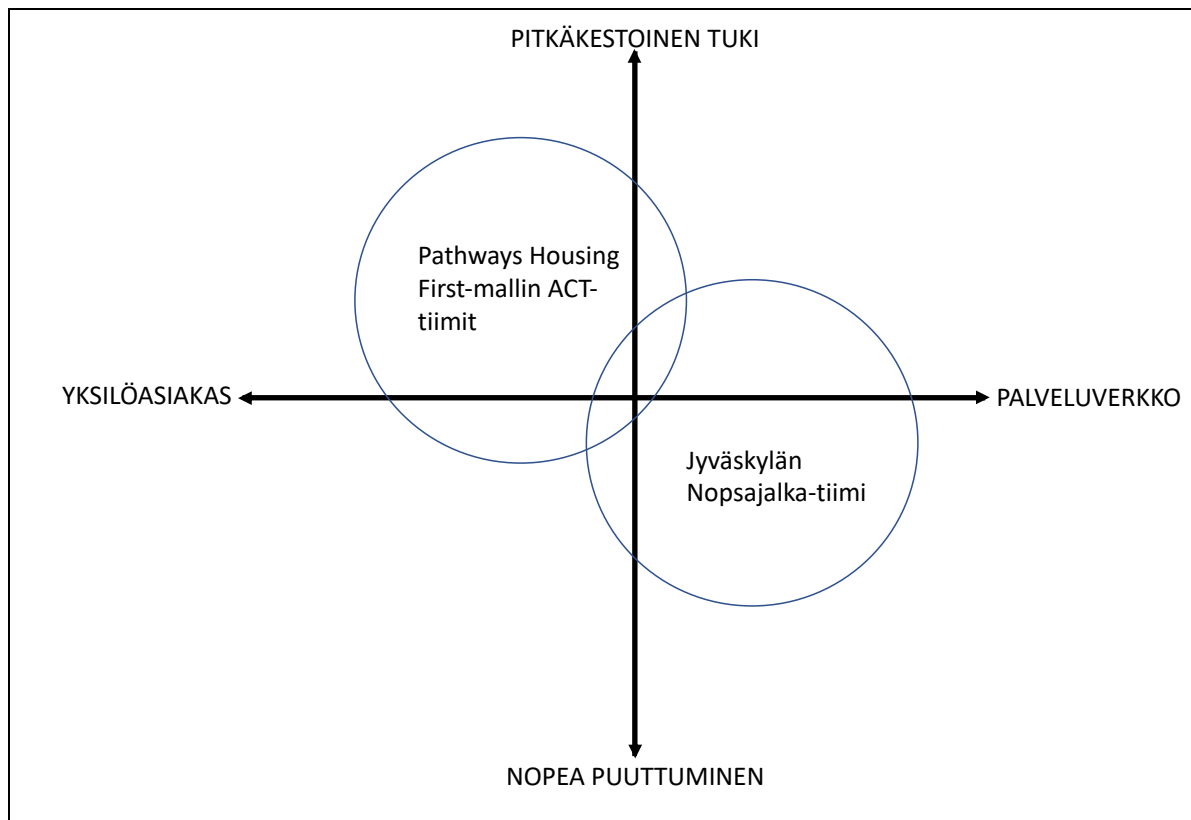 PITKÄKESTOINEN TUKI
Pathways Housing
First-mallin ACT-
tiimit
YKSILÖASIAKAS
PALVELUVERKKO
Jyväskylän
Nopsajalka-tiimi
NOPEA PUUTTUMINEN